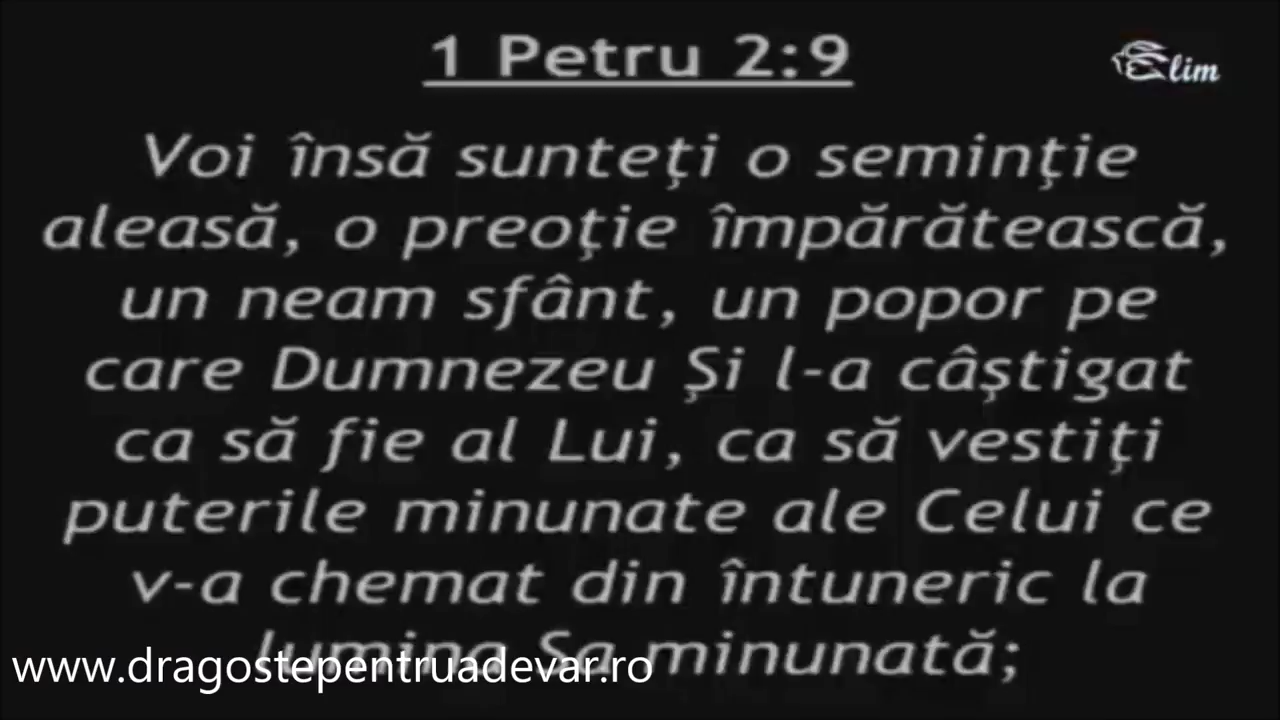 1 Petru 2:9
Elim
Voi însă sunteţi o seminţie
aleasă, o preoţie împărătească,
un neam sfânt, un popor pe
care Dumnezeu Şi l-a câştigat
ca să fie al Lui, ca să vestiţi
puterile minunate ale Celui ce
v-a chemat din întuneric la
lumina Sa minunată;
www.dragostepentruadevar.ro